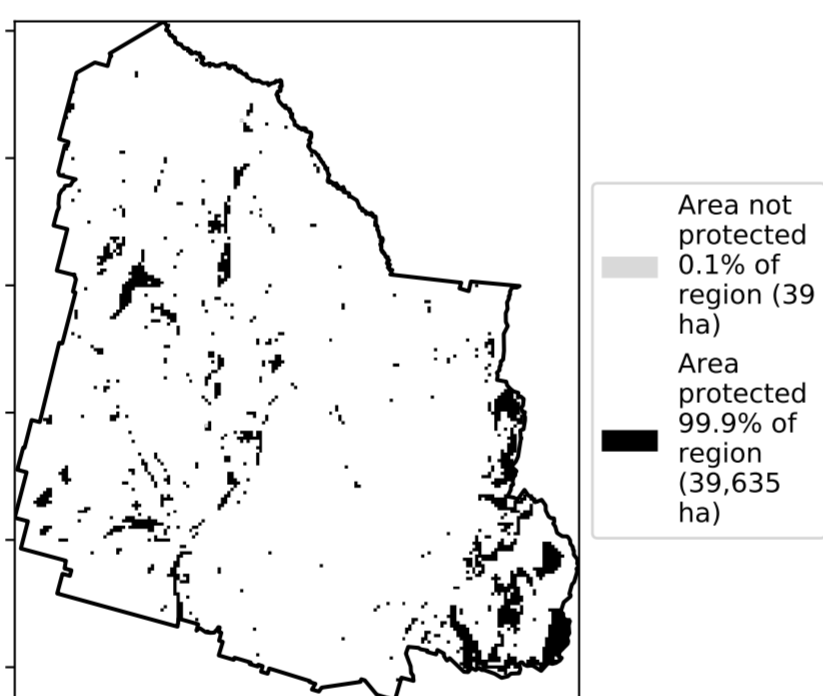 Area not
protected
0.1% of
region (39
ha)
Area
protected
99.9% of
region
(39,635
ha)